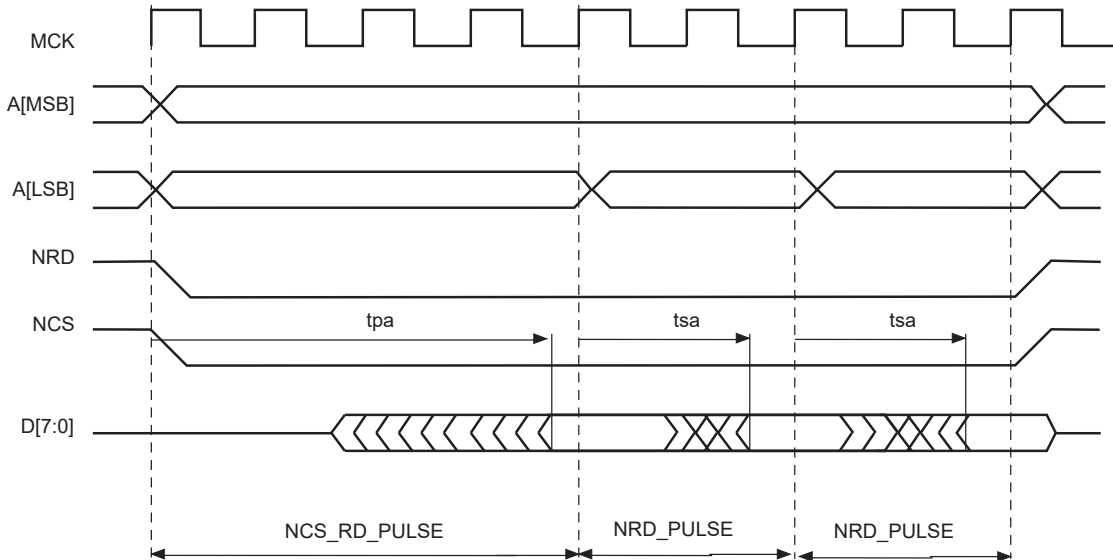 MCK
A[MSB]
A[LSB]
NRD
NCS
tpa
tsa
tsa
D[7:0]
NCS_RD_PULSE
NRD_PULSE
NRD_PULSE